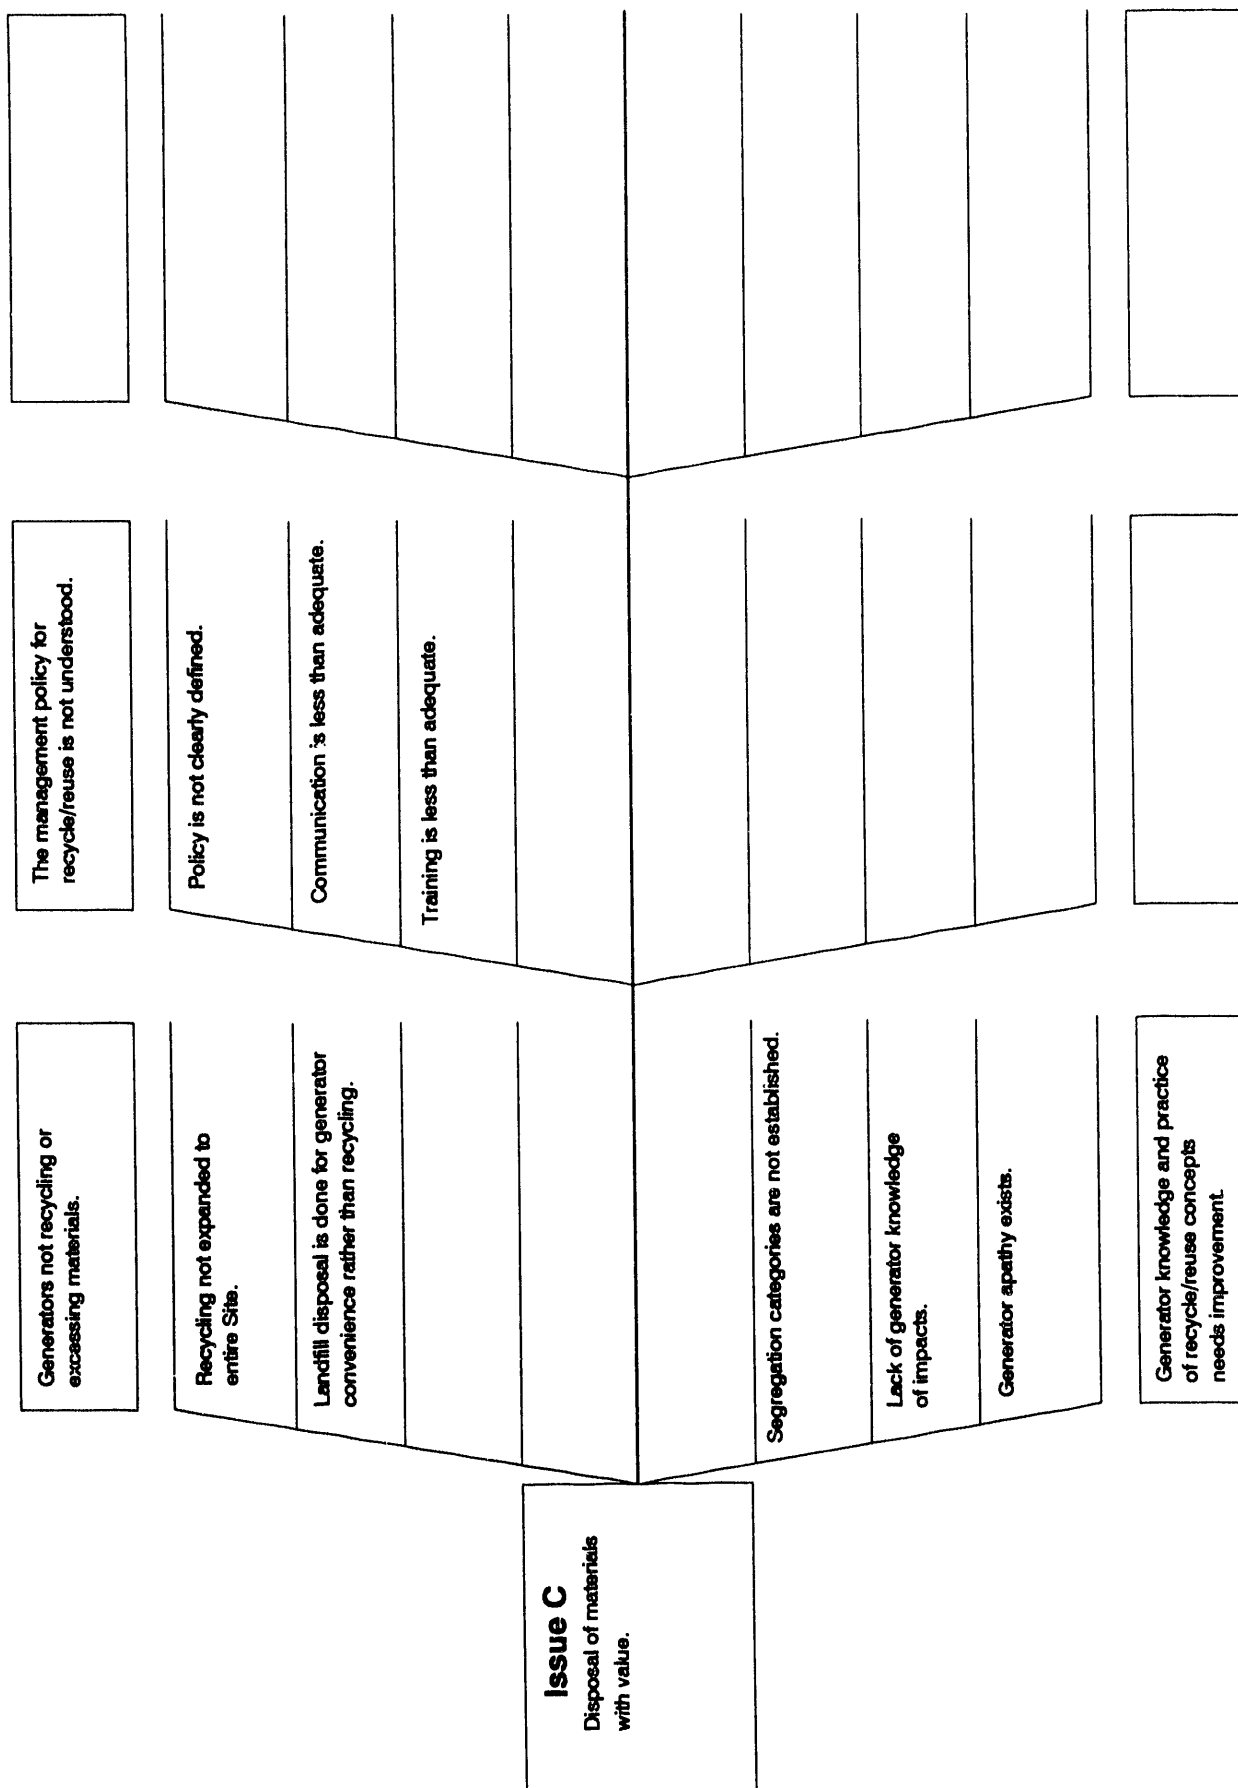 Issue C
Disposal of materials
with value.
Generators not recycling or
excessing materials.
Recycling not expanded to
entire Site.
Landfill disposal is done for generator
convenience rather than recycling.
Segregation categories are not established.
Lack of generator knowledge
of impacts.
Generator apathy exists.
Generator knowledge and practice
of recycle/reuse concepts
needs improvement.
The management policy for
recycle/reuse is not understood.
Policy is not clearly defined.
Communication is less than adequate.
Training is less than adequate.